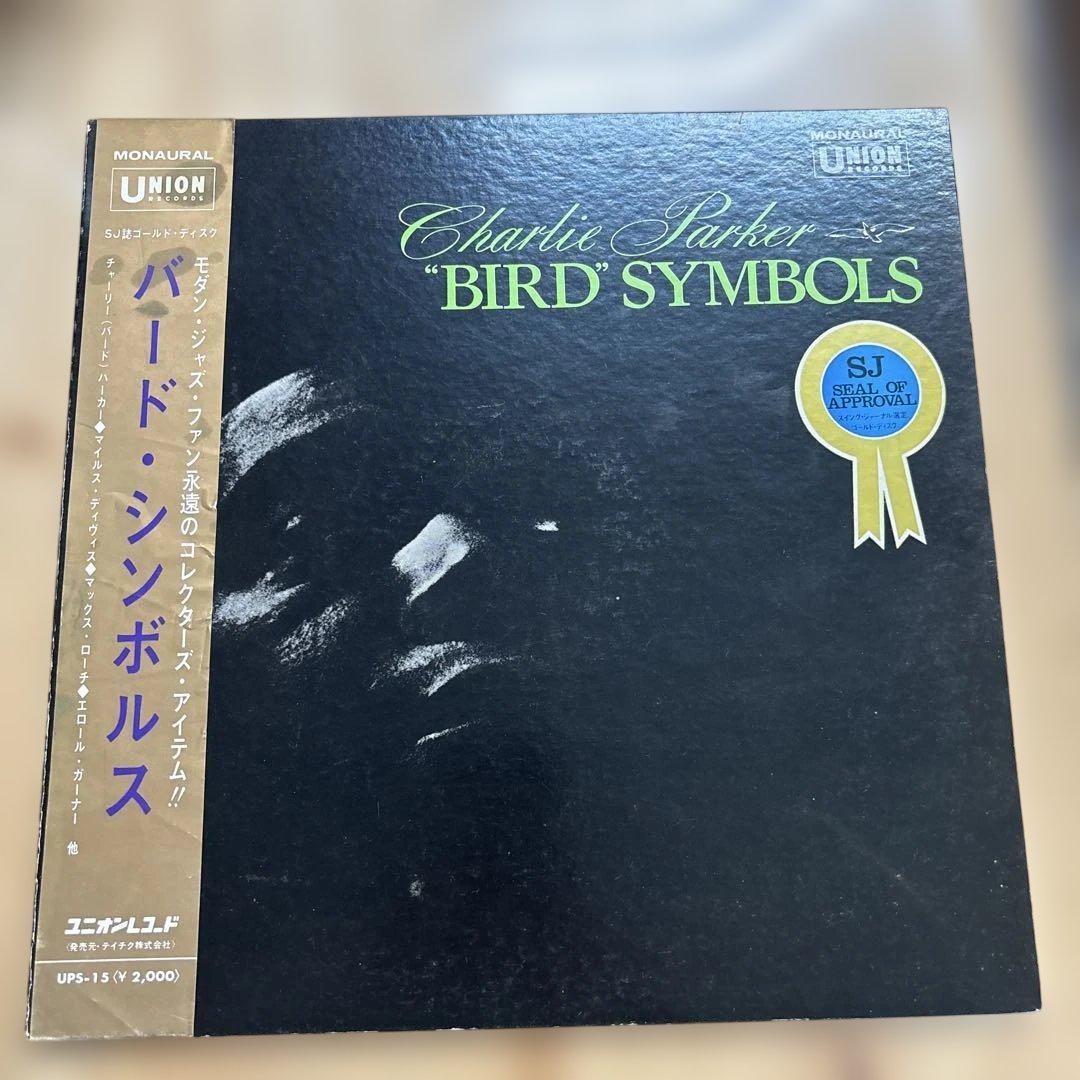 MONAURAL
UNION
RECORDS
SJ誌ゴールド・ディスク
モダン・ジャズ・ファン永遠のコレクターズ・アイテム!!
バード・シンボルス
チャーリー(バード)パーカー◆マイルス・ディヴィス◆マックス・ローチ◆エロール・ガーナー 他
ユニオンレコード
〈発売元・テイチク株式会社〉
UPS-15〈¥ 2,000〉
MONAURAL
UNION
RECORDS
Charlie Parker
“BIRD” SYMBOLS
SJ
SEAL OF
APPROVAL
スイング・ジャーナル選定
ゴールド・ディスク